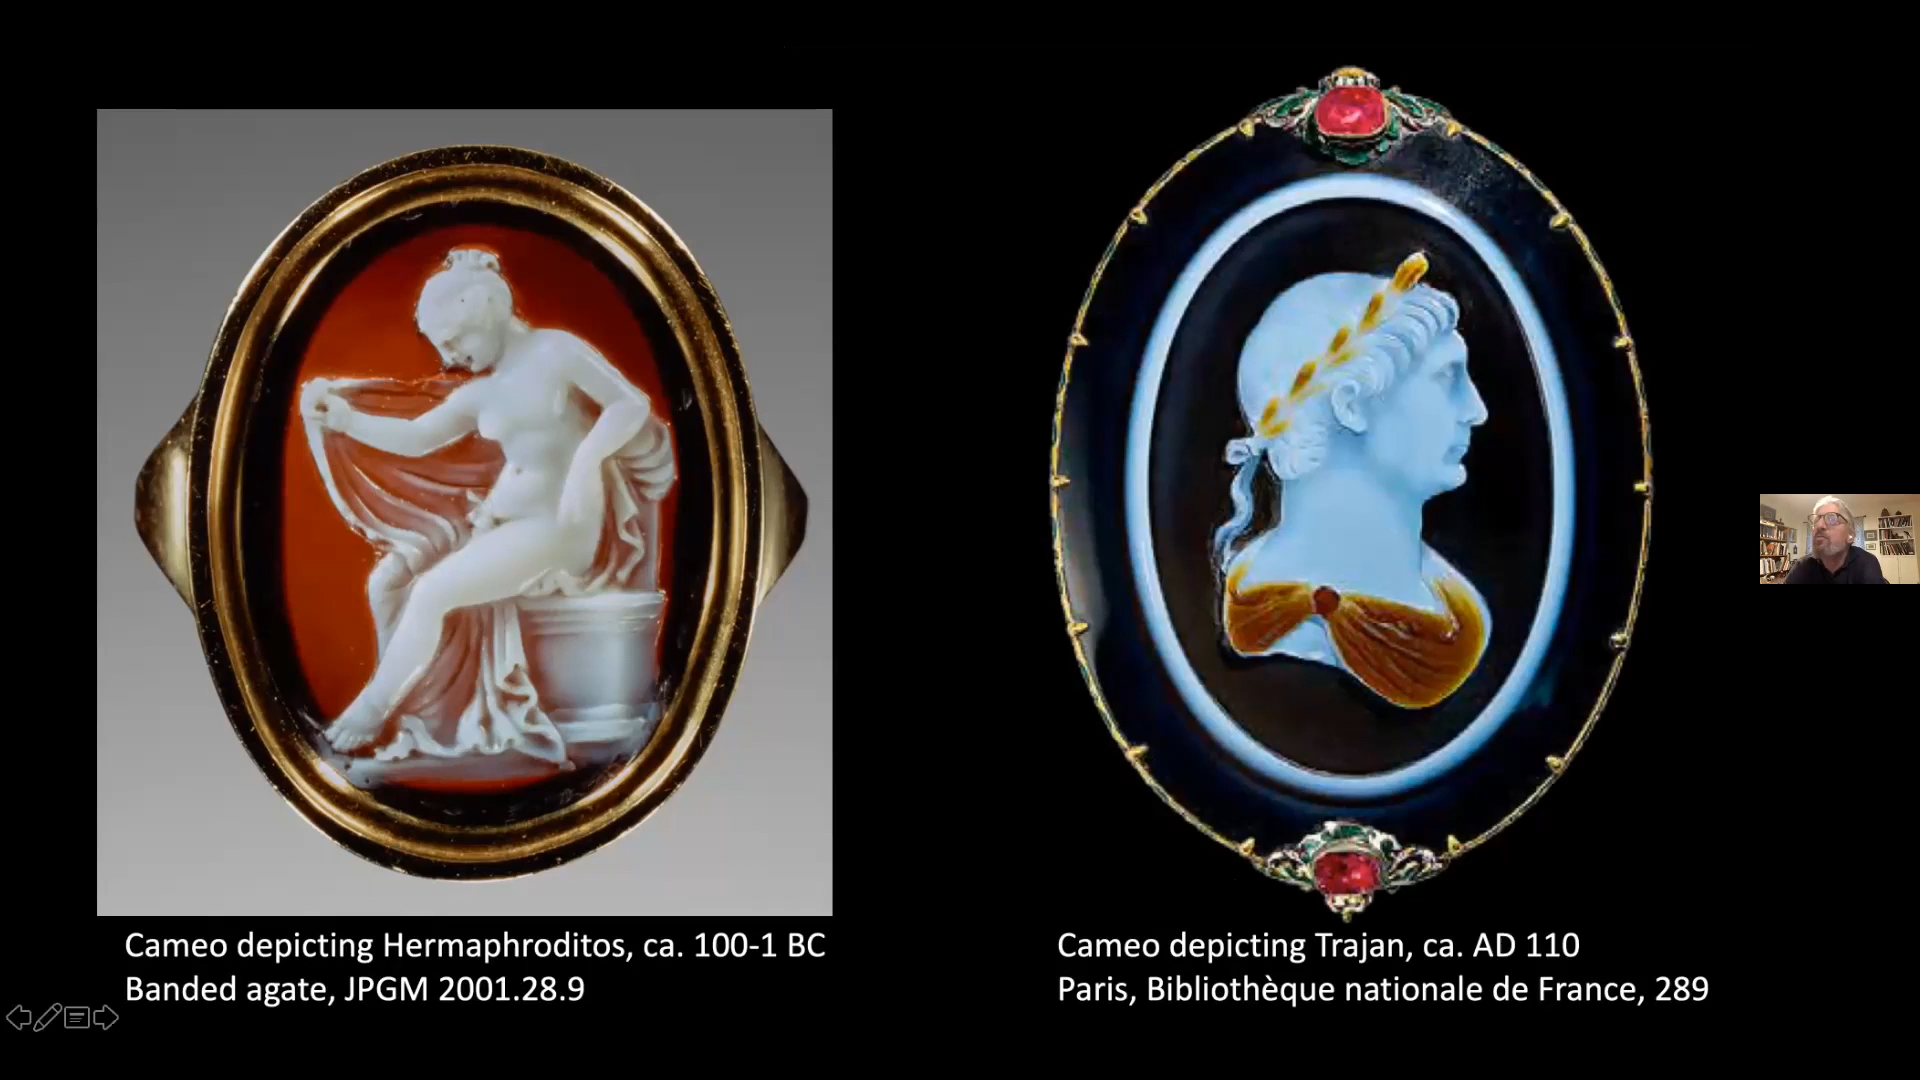 Cameo depicting Hermaphroditos, ca. 100-1 BC
Banded agate, JPGM 2001.28.9
Cameo depicting Trajan, ca. AD 110
Paris, Bibliothèque nationale de France, 289